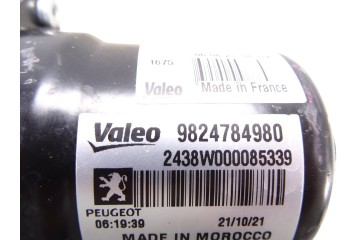 1675
Valeo Made in France
Valeo 9824784980
2438W000085339
PEUGEOT
06:19:39 21/10/21
MADE IN MOROCCO